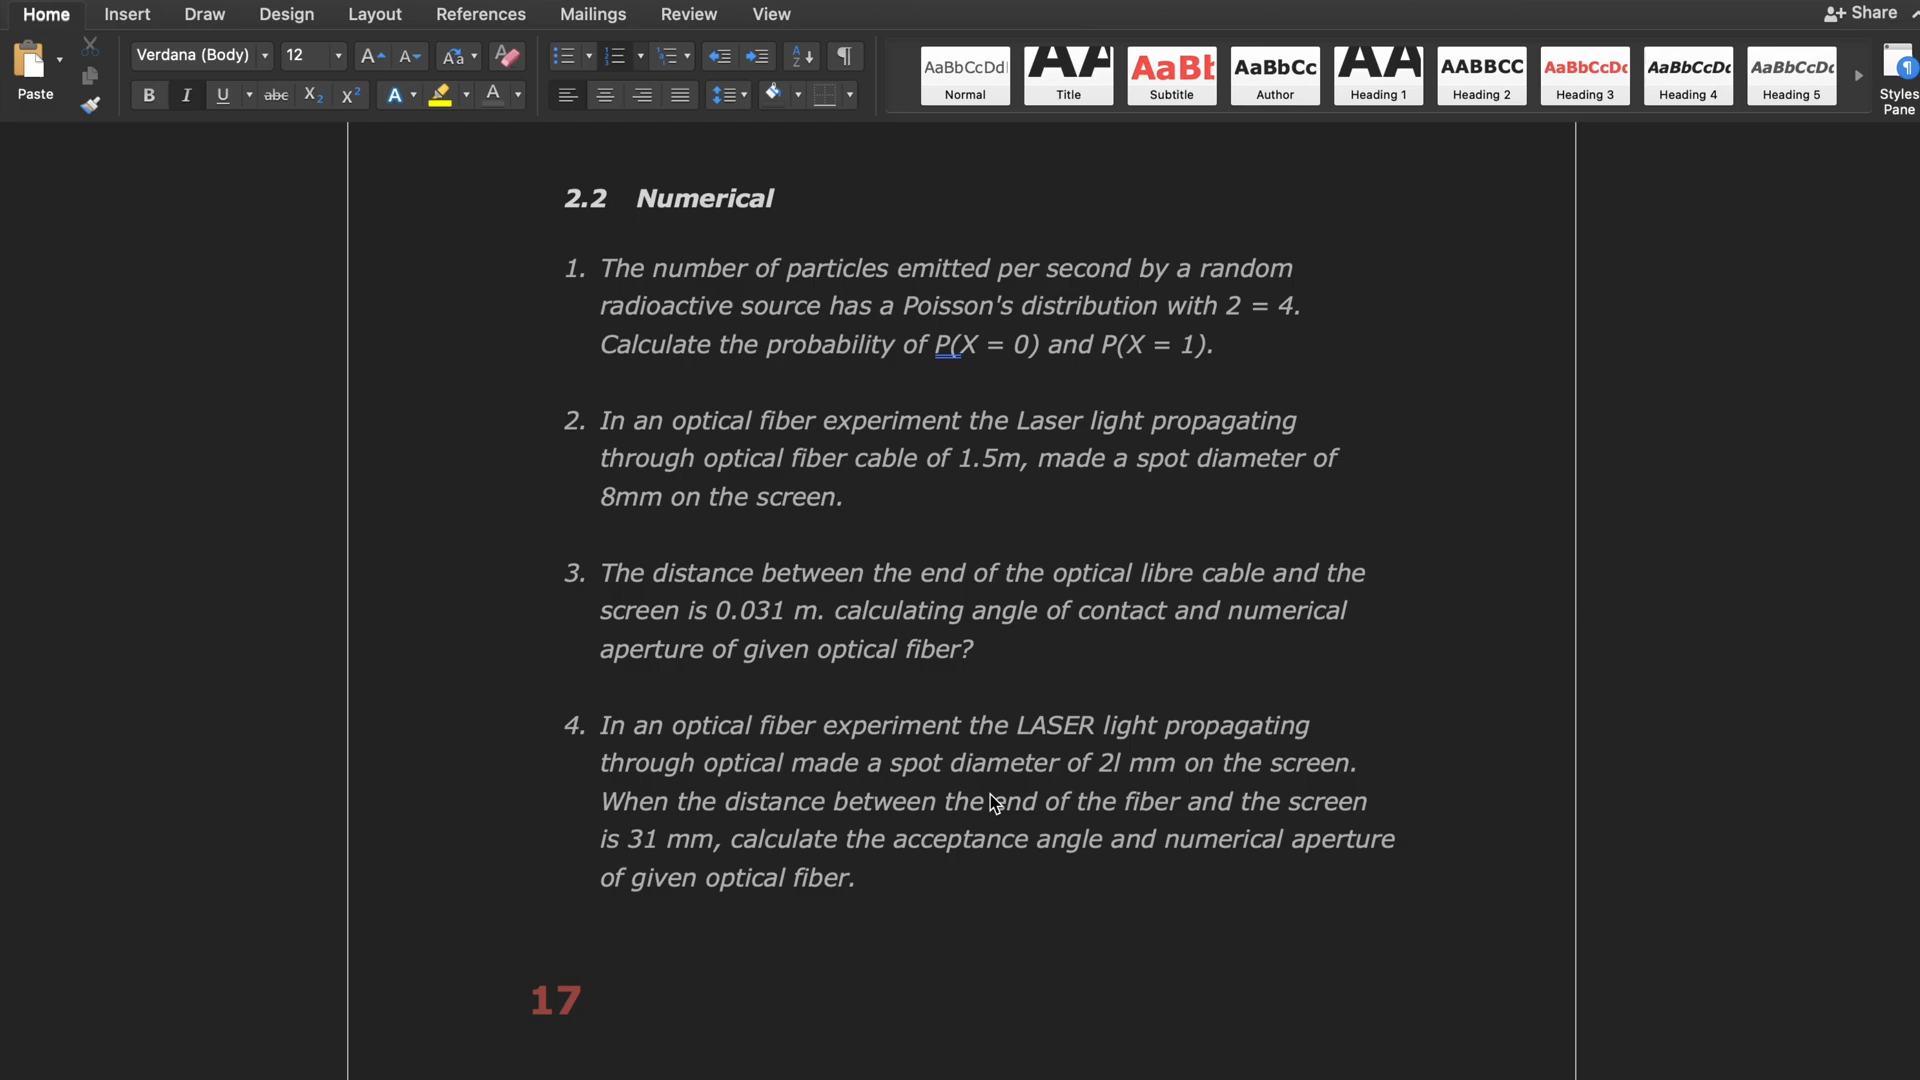 Home Insert Draw Design Layout References Mailings Review View Share
Verdana (Body) 12 A A Aa A
Paste B I U abc X2 X2 A A
AaBbCcDdI AA AaBt AaBbCc AA AABBCC AaBbCcDc AaBbCcDc AaBbCcDc
Normal Title Subtitle Author Heading 1 Heading 2 Heading 3 Heading 4 Heading 5
Styles
Pane
2.2 Numerical
1. The number of particles emitted per second by a random
radioactive source has a Poisson's distribution with 2 = 4.
Calculate the probability of P(X = 0) and P(X = 1).
2. In an optical fiber experiment the Laser light propagating
through optical fiber cable of 1.5m, made a spot diameter of
8mm on the screen.
3. The distance between the end of the optical libre cable and the
screen is 0.031 m. calculating angle of contact and numerical
aperture of given optical fiber?
4. In an optical fiber experiment the LASER light propagating
through optical made a spot diameter of 2l mm on the screen.
When the distance between the end of the fiber and the screen
is 31 mm, calculate the acceptance angle and numerical aperture
of given optical fiber.
17